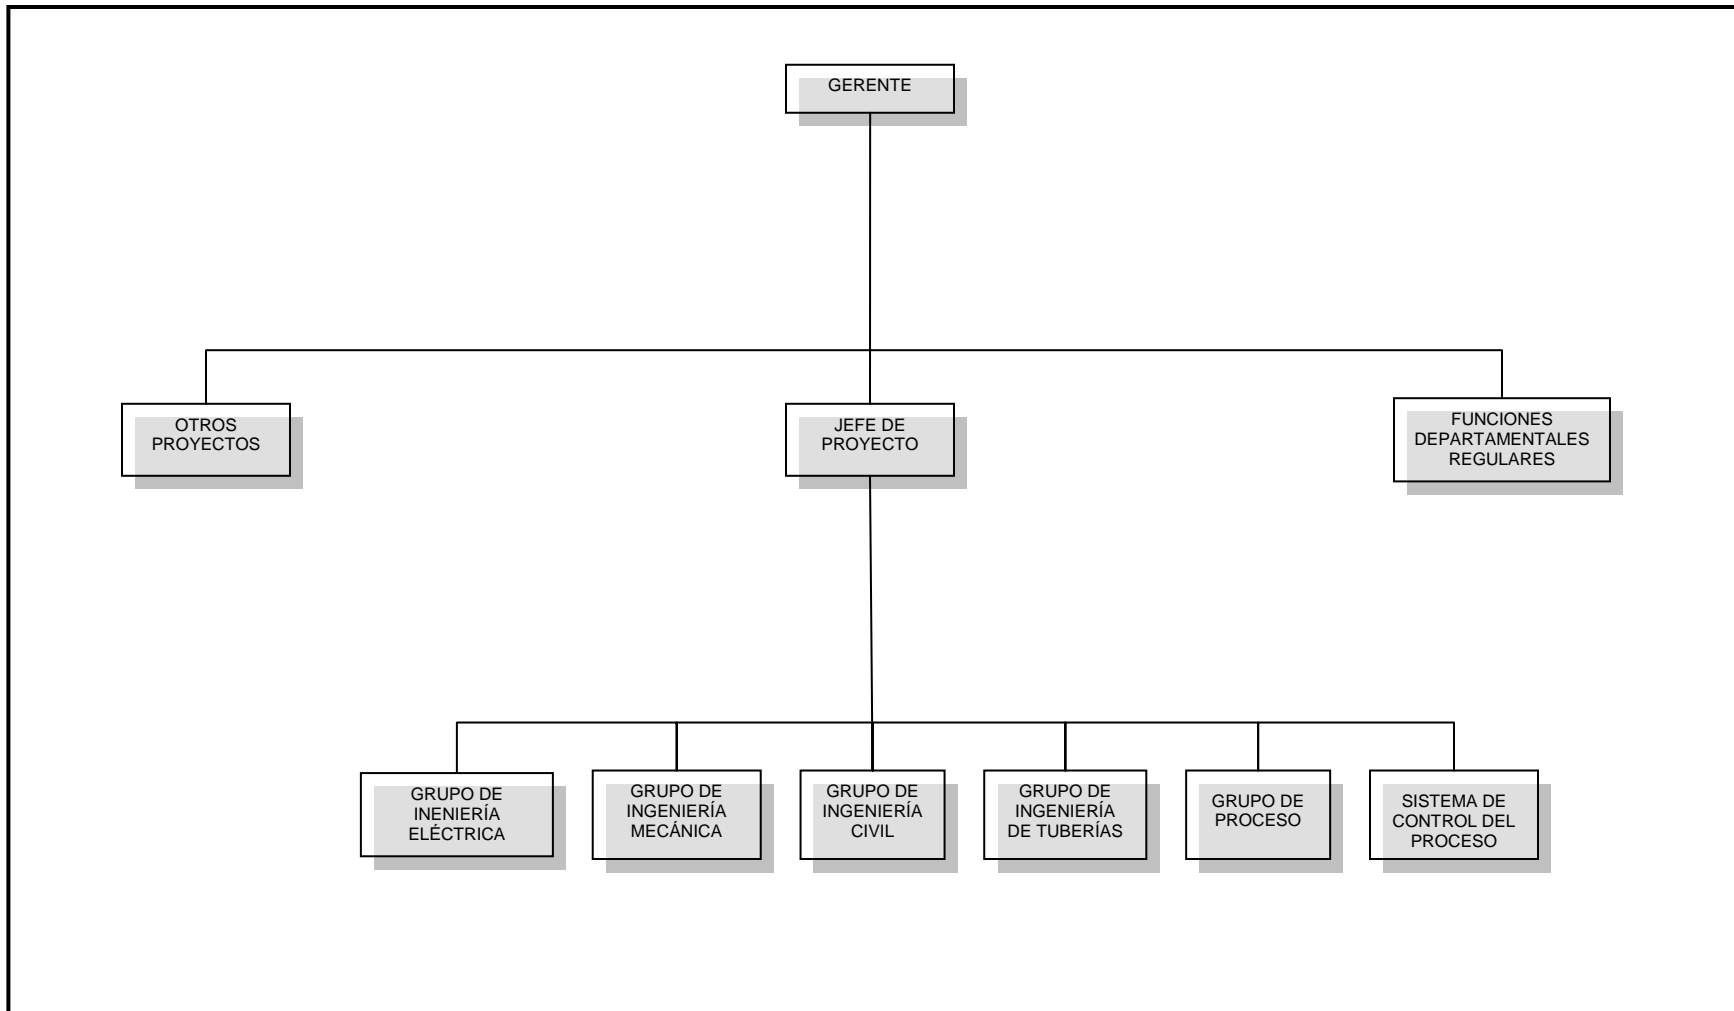 GERENTE
OTROS
PROYECTOS
JEFE DE
PROYECTO
FUNCIONES
DEPARTAMENTALES
REGULARES
GRUPO DE
INENIERÍA
ELÉCTRICA
GRUPO DE
INGENIERÍA
MECÁNICA
GRUPO DE
INGENIERÍA
CIVIL
GRUPO DE
INGENIERÍA
DE TUBERÍAS
GRUPO DE
PROCESO
SISTEMA DE
CONTROL DEL
PROCESO